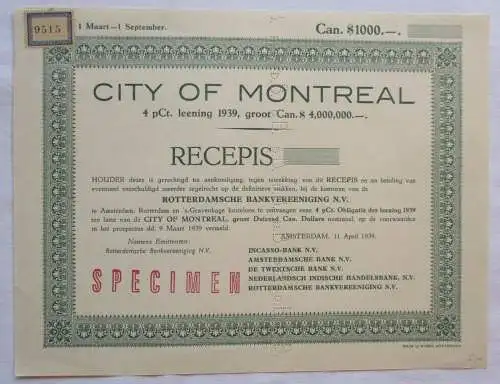 9515
1 Maart—1 September.
Can. $1000.—.
CITY OF MONTREAL
4 pCt. leening 1939, groot Can. $ 4,000,000.—.
RECEPIS
HOUDER dezes is gerechtigd na aankondiging, tegen intrekking van dit RECEPIS en na betaling van
eventueel verschuldigd meerder zegelrecht op de definitieve stukken, bij de kantoren van de
ROTTERDAMSCHE BANKVEREENIGING N.V.
te Amsterdam, Rotterdam en 's-Gravenhage kosteloos te ontvangen eene 4 pCt. Obligatie der leening 1939
ten laste van de CITY OF MONTREAL, groot Duizend Can. Dollars nominaal, op de voorwaarden
in het prospectus dd. 9 Maart 1939 vermeld.
AMSTERDAM, 11 April 1939.
Namens Emittenten:
Rotterdamsche Bankvereeniging N.V.
INCASSO-BANK N.V.
AMSTERDAMSCHE BANK N.V.
DE TWENTSCHE BANK N.V.
NEDERLANDSCH INDISCHE HANDELSBANK, N.V.
ROTTERDAMSCHE BANKVEREENIGING N.V.
SPECIMEN